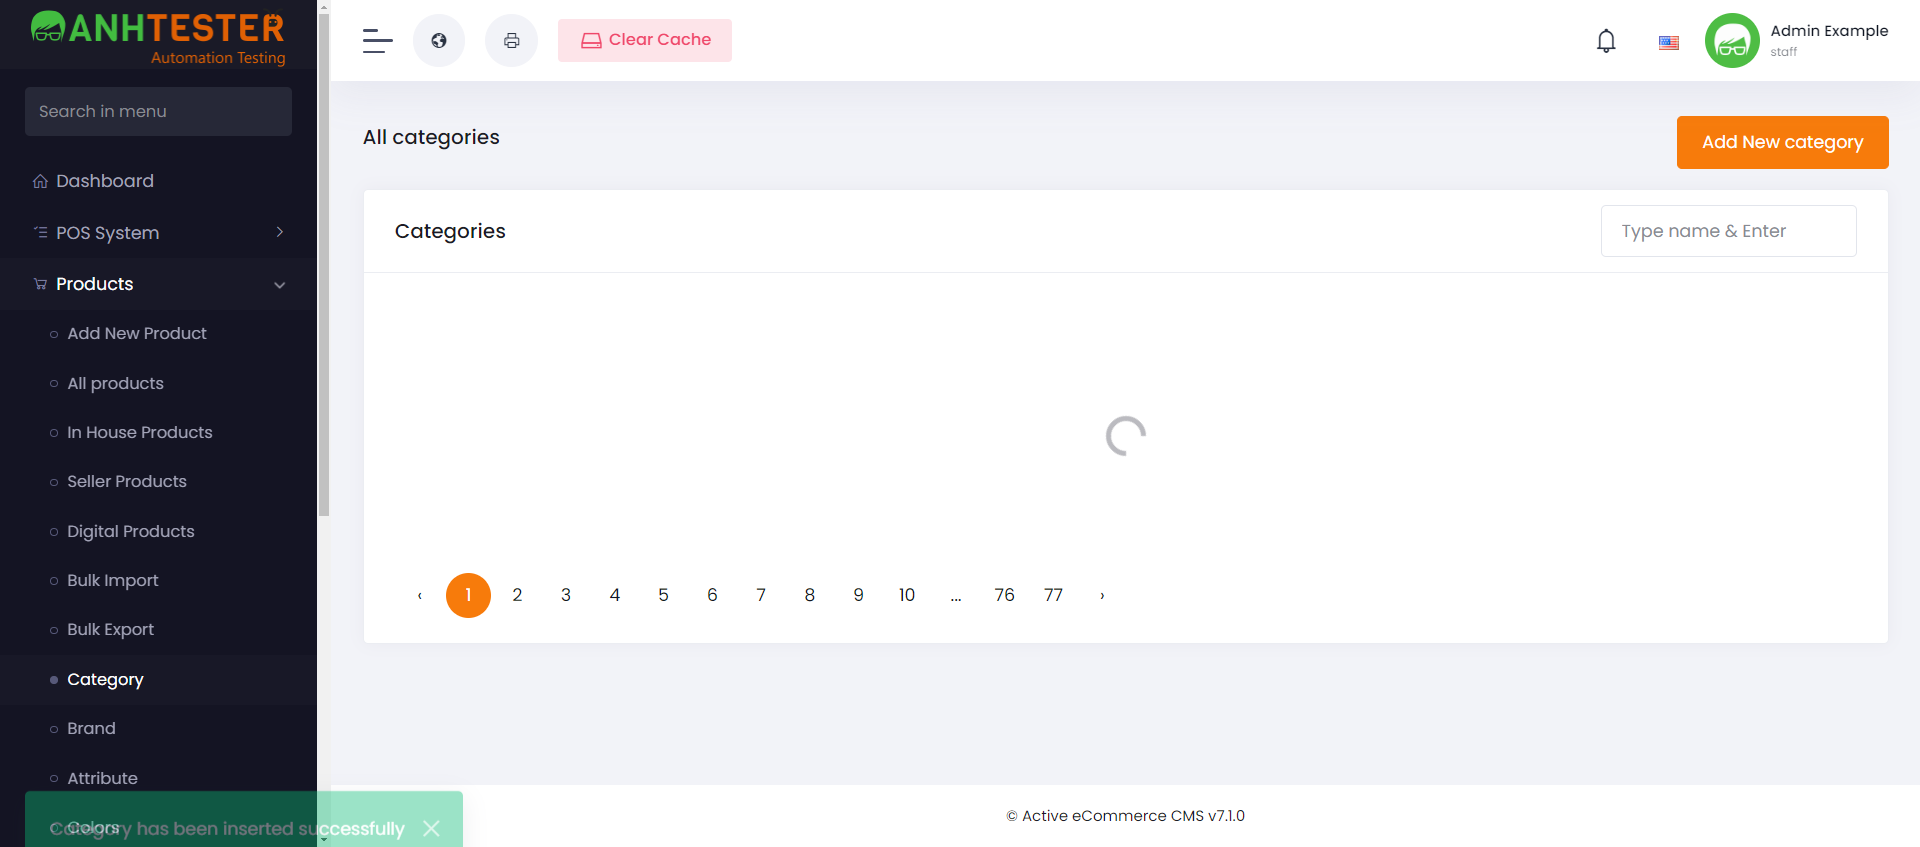 ANHTESTER
Automation Testing
Search in menu
Dashboard
POS System
Products
Add New Product
All products
In House Products
Seller Products
Digital Products
Bulk Import
Bulk Export
Category
Brand
Attribute
Colors
Category has been inserted successfully
Clear Cache
Admin Example
staff
All categories
Add New category
Categories
Type name & Enter
‹ 1 2 3 4 5 6 7 8 9 10 ... 76 77 ›
© Active eCommerce CMS v7.1.0